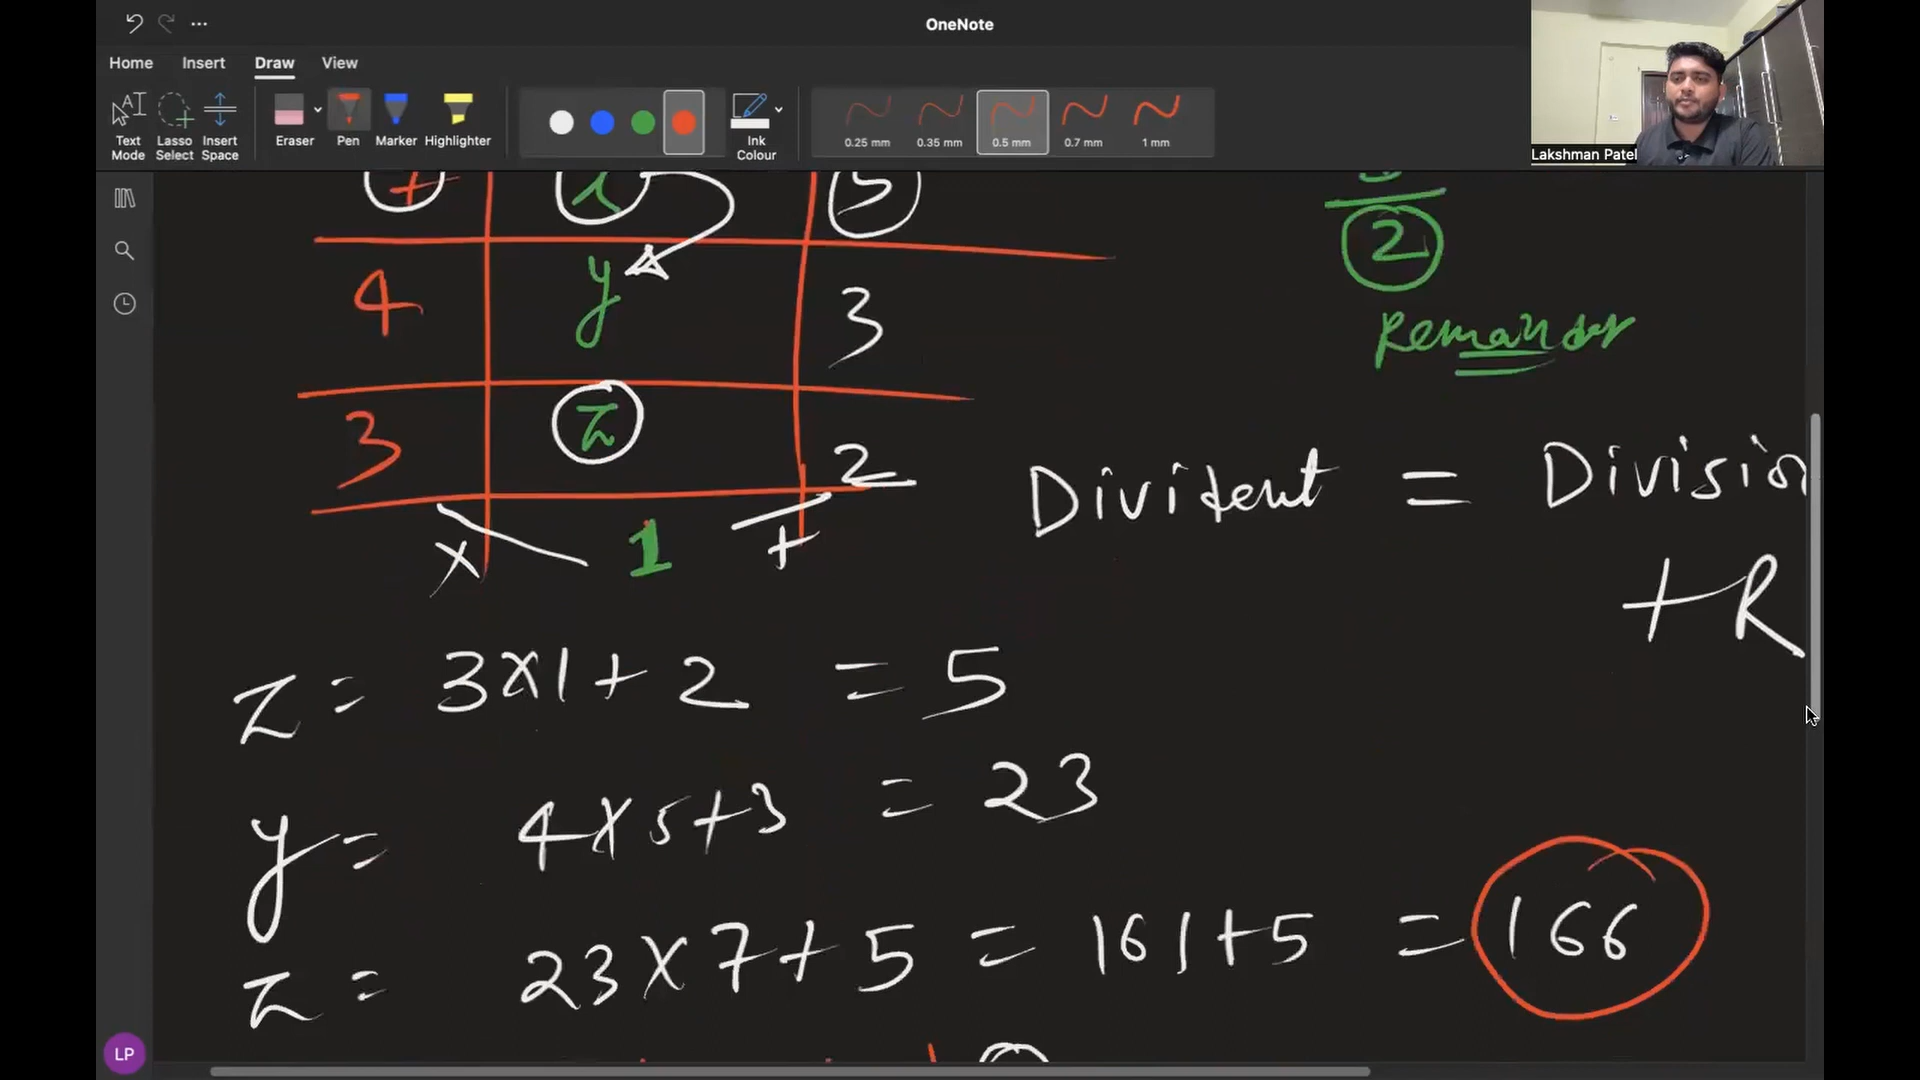 OneNote
Home Insert Draw View
Text Mode
Lasso Select
Insert Space
Eraser
Pen
Marker
Highlighter
Ink Colour
0.25 mm
0.35 mm
0.5 mm
0.7 mm
1 mm
Lakshman Patel
7 x 5
2
4 y 3
Remainder
3 z 2
Divident = Division
x 1 +
+R
z = 3x1+2 = 5
y = 4x5+3 = 23
z = 23x7+5 = 161+5 = 166
LP